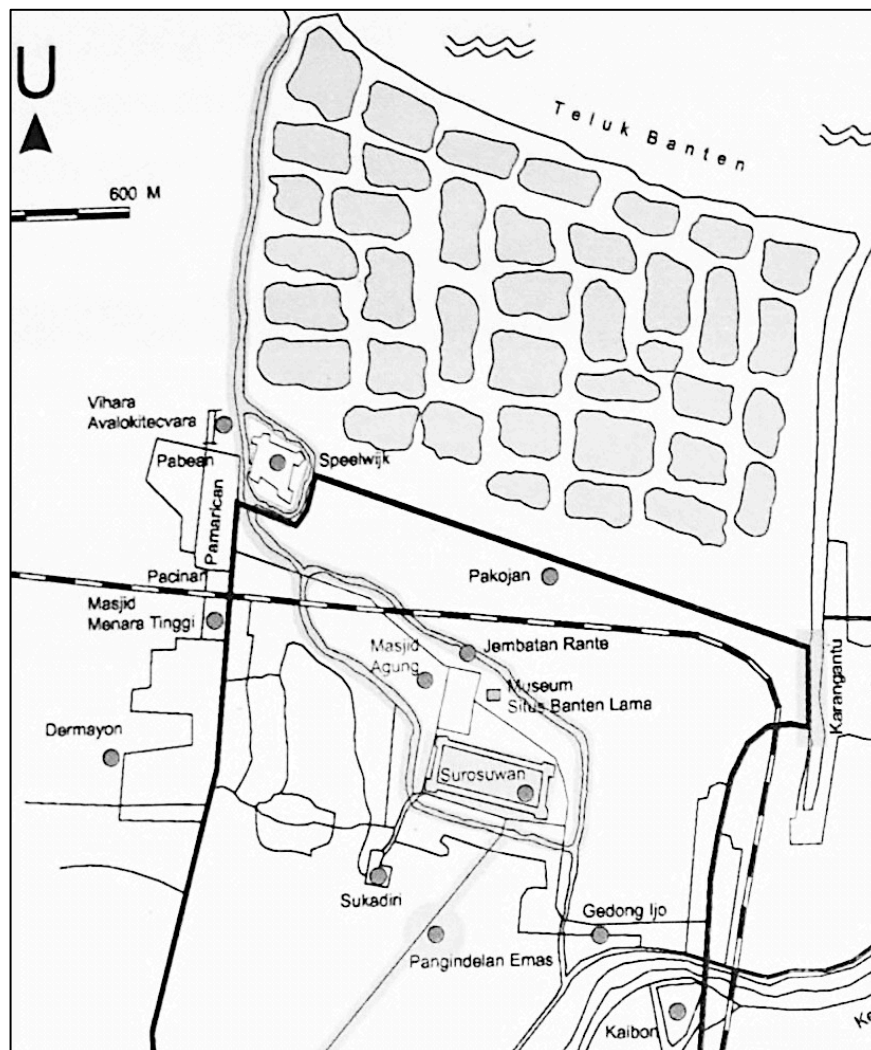 U
Teluk Banten
600 M
Vihara
Avalokitecvara
Pabean
Speelwijk
Pamarican
Pacinan
Pakojan
Masjid
Menara Tinggi
Masjid
Agung
Jembatan Rante
Museum
Situs Banten Lama
Karangantu
Dermayon
Surosuwan
Sukadiri
Gedong Ijo
Pangindelan Emas
Kaibon
Ke